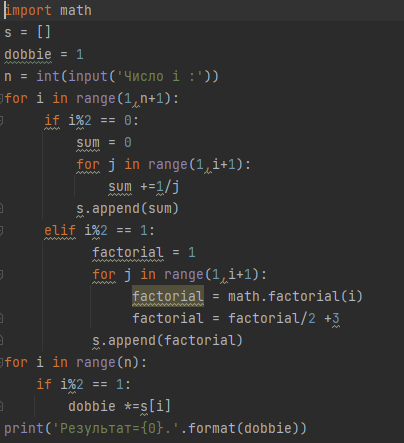 import math
s = []
dobbie = 1
n = int(input('Число i :'))
for i in range(1,n+1):
    if i%2 == 0:
        sum = 0
        for j in range(1,i+1):
            sum +=1/j
        s.append(sum)
    elif i%2 == 1:
          factorial = 1
          for j in range(1,i+1):
               factorial = math.factorial(i)
               factorial = factorial/2 +3
          s.append(factorial)
for i in range(n):
    if i%2 == 1:
        dobbie *=s[i]
print('Результат={0}.'.format(dobbie))